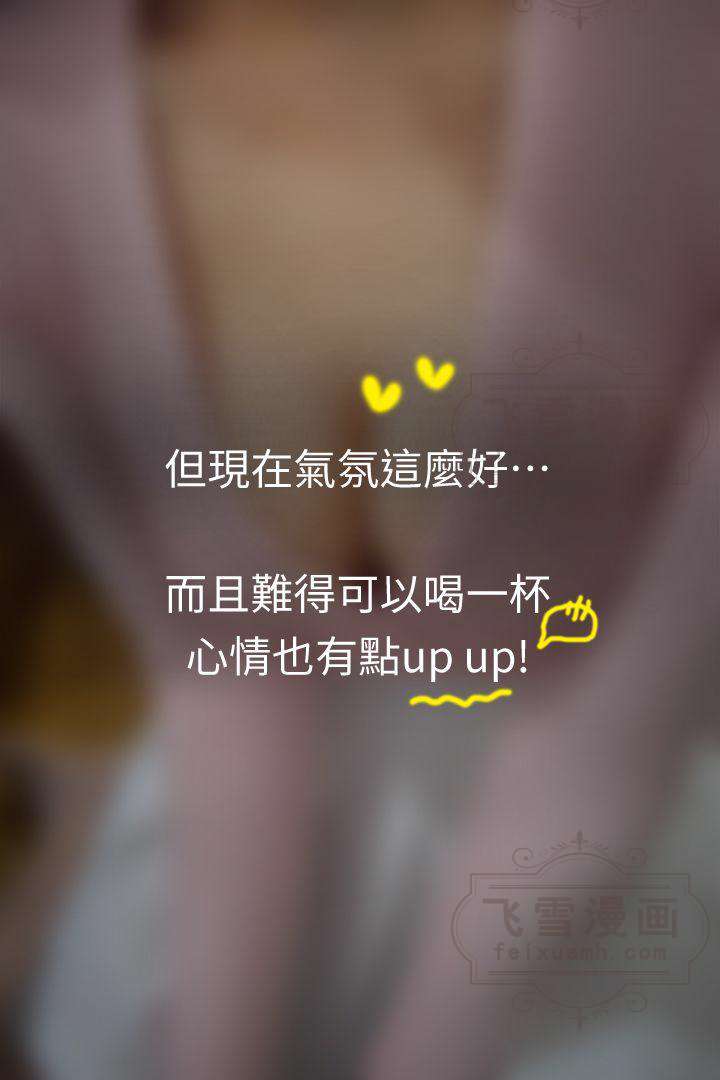 但現在氣氛這麼好…
而且難得可以喝一杯
心情也有點up up!
飞雪漫画
feixuamh.com